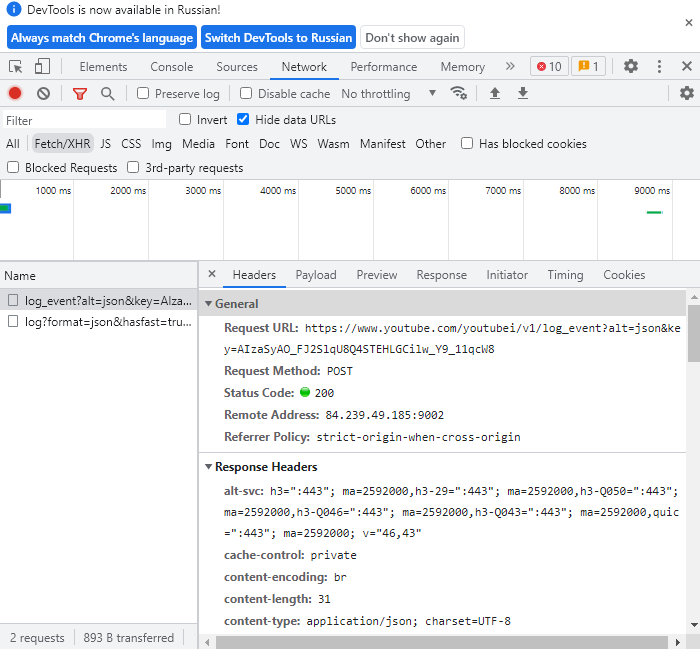 DevTools is now available in Russian!
Always match Chrome's language Switch DevTools to Russian Don't show again
Elements Console Sources Network Performance Memory 10 1
Preserve log Disable cache No throttling
Filter Invert Hide data URLs
All Fetch/XHR JS CSS Img Media Font Doc WS Wasm Manifest Other Has blocked cookies
Blocked Requests 3rd-party requests
1000 ms 2000 ms 3000 ms 4000 ms 5000 ms 6000 ms 7000 ms 8000 ms 9000 ms
Name
log_event?alt=json&key=AIza...
log?format=json&hasfast=tru...
Headers Payload Preview Response Initiator Timing Cookies
General
Request URL: https://www.youtube.com/youtubei/v1/log_event?alt=json&ke
y=AIzaSyAO_FJ2SlqU8Q4STEHLGCilw_Y9_11qcW8
Request Method: POST
Status Code: 200
Remote Address: 84.239.49.185:9002
Referrer Policy: strict-origin-when-cross-origin
Response Headers
alt-svc: h3=":443"; ma=2592000,h3-29=":443"; ma=2592000,h3-Q050=":443";
ma=2592000,h3-Q046=":443"; ma=2592000,h3-Q043=":443"; ma=2592000,quic
=":443"; ma=2592000; v="46,43"
cache-control: private
content-encoding: br
content-length: 31
content-type: application/json; charset=UTF-8
2 requests 893 B transferred